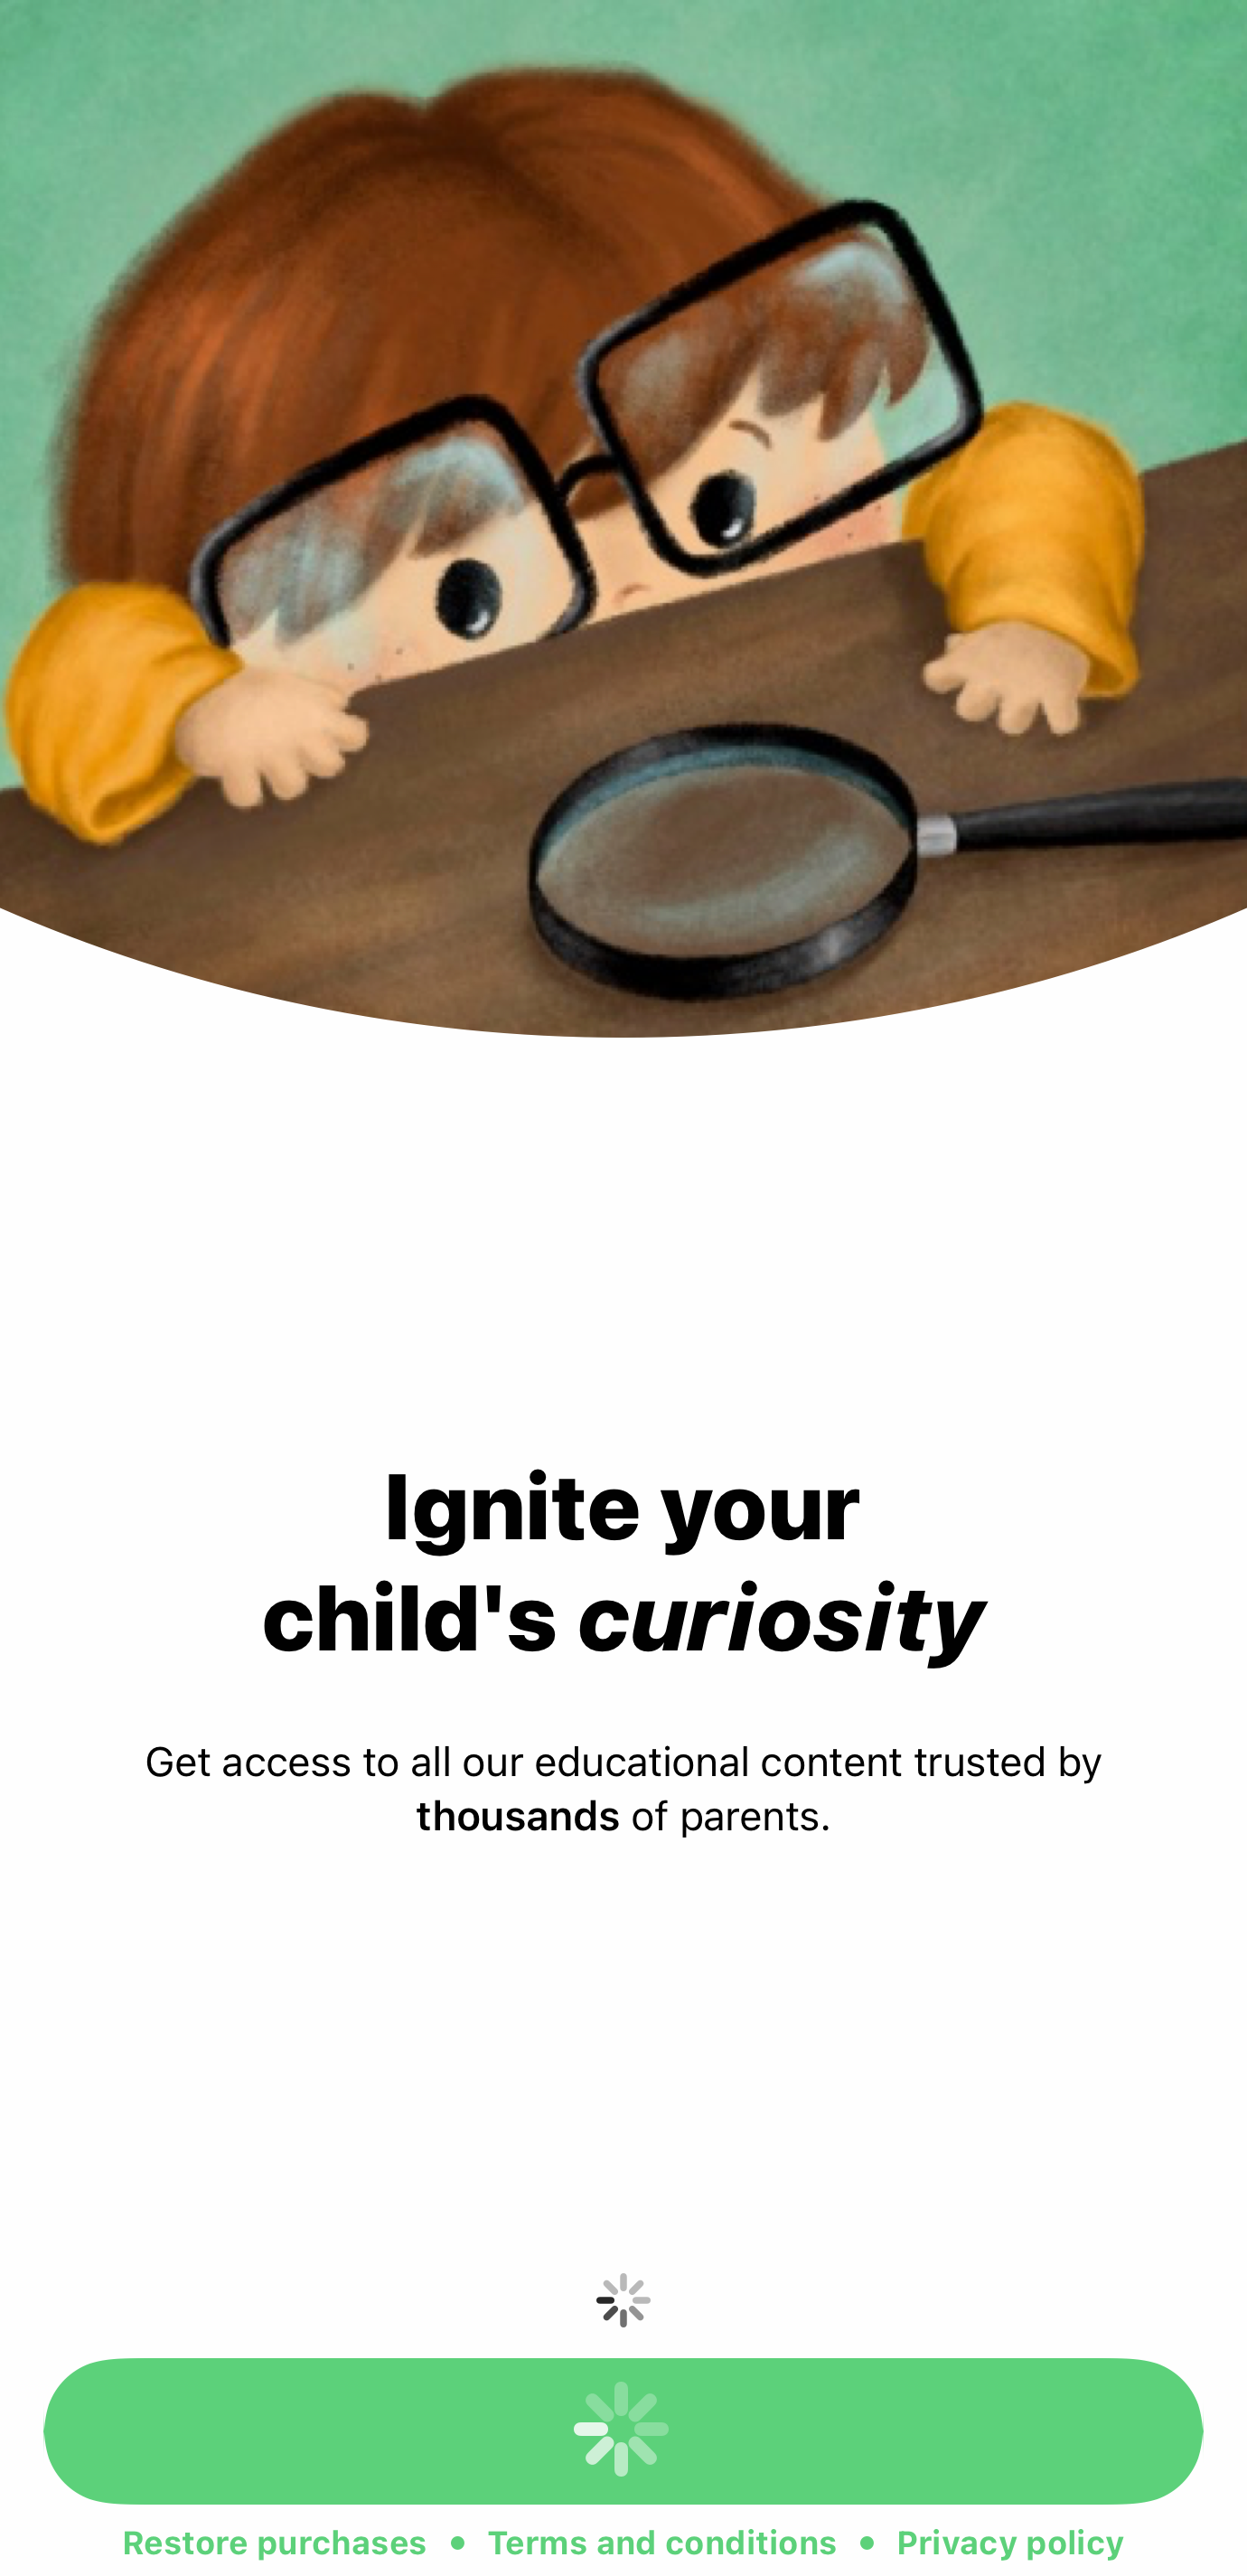 Ignite your
child's curiosity
Get access to all our educational content trusted by
thousands of parents.
Restore purchases • Terms and conditions • Privacy policy